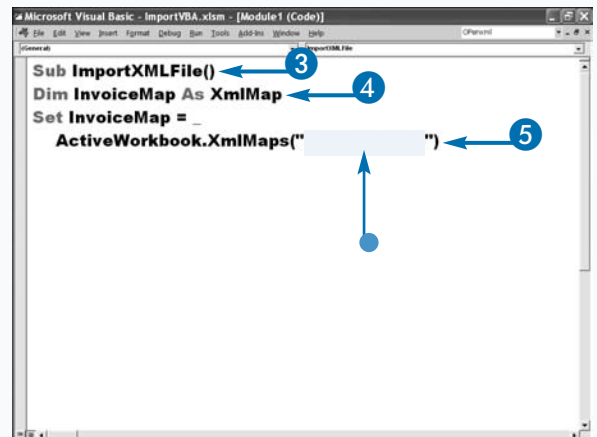 Microsoft Visual Basic - ImportVBA.xlsm - [Module1 (Code)]
File Edit View Insert Format Debug Run Tools Add-Ins Window Help
(General) ImportXMLFile
Sub ImportXMLFile() 3
Dim InvoiceMap As XmlMap 4
Set InvoiceMap = _
ActiveWorkbook.XmlMaps(" ") 5